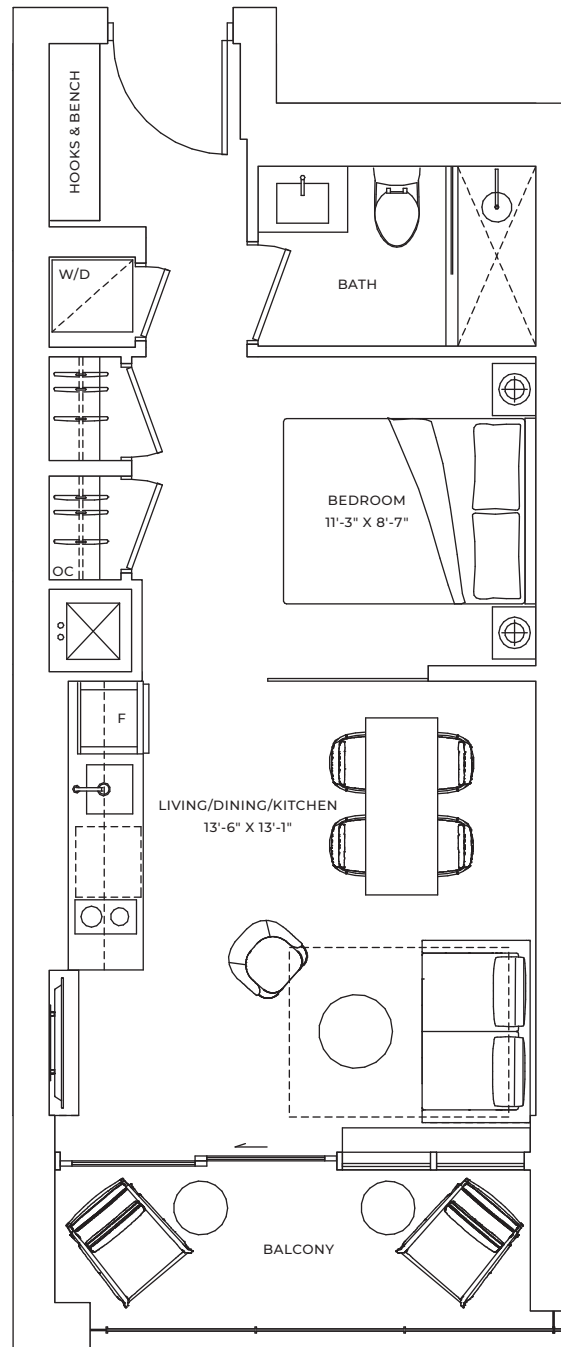 HOOKS & BENCH
W/D
BATH
BEDROOM
11'-3" X 8'-7"
OC
F
LIVING/DINING/KITCHEN
13'-6" X 13'-1"
BALCONY